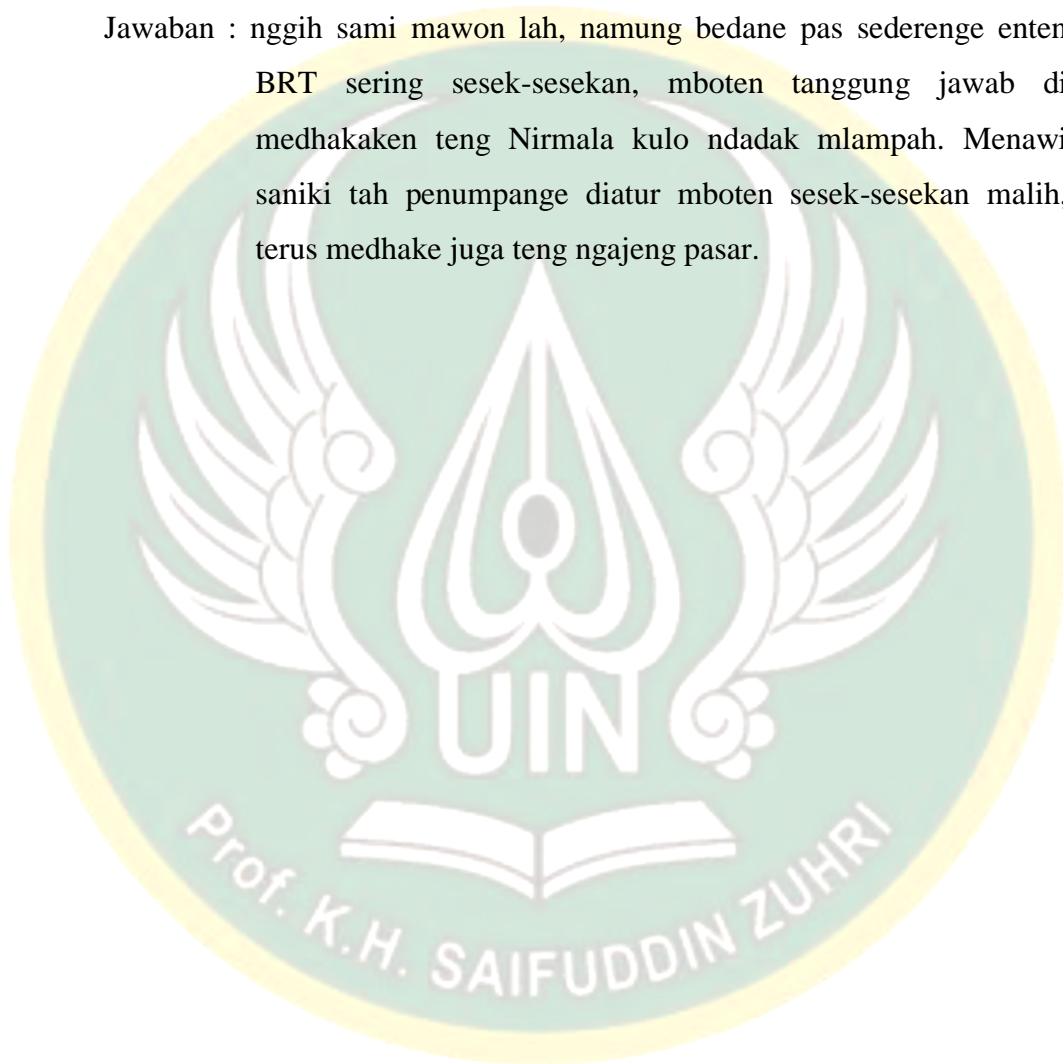 Jawaban : nggih sami mawon lah, namung bedane pas sederenge enten
BRT sering sesek-sesekan, mboten tanggung jawab di
medhakaken teng Nirmala kulo ndadak mlampah. Menawi
saniki tah penumpange diatur mboten sesek-sesekan malih,
terus medhake juga teng ngajeng pasar.
UIN
Prof. K.H. SAIFUDDIN ZUHRI